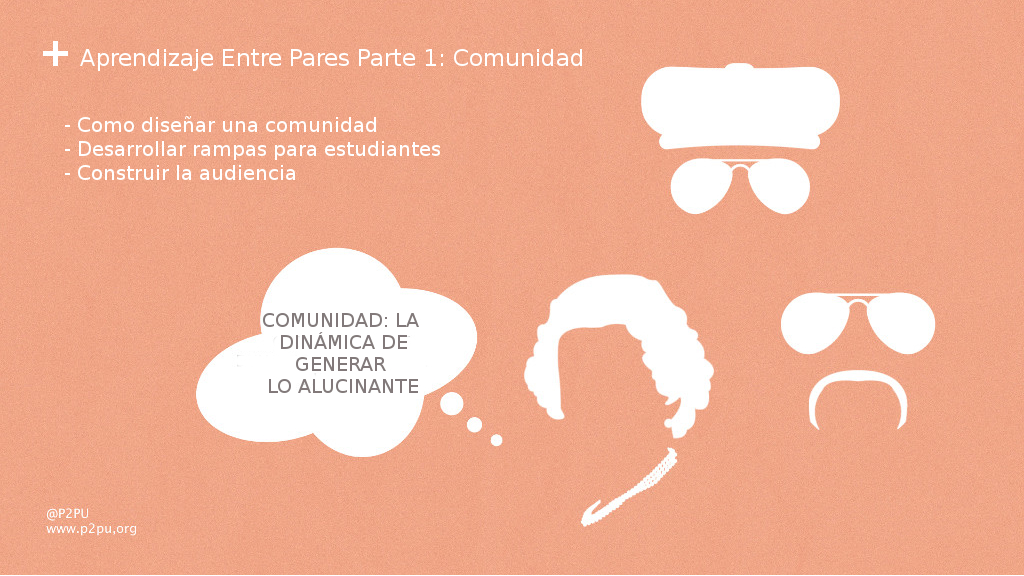 Aprendizaje Entre Pares Parte 1: Comunidad
- Como diseñar una comunidad
- Desarrollar rampas para estudiantes
- Construir la audiencia
COMUNIDAD: LA
DINÁMICA DE
GENERAR
LO ALUCINANTE
@P2PU
www.p2pu,org